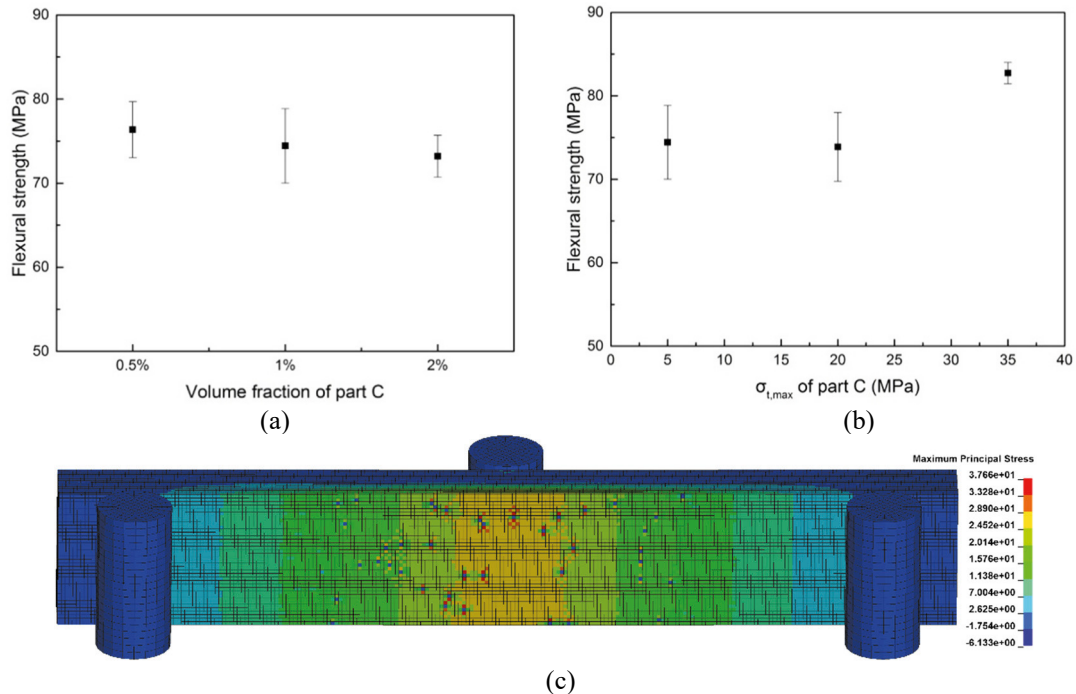 90
80
70
60
50
Flexural strength (MPa)
0.5% 1% 2%
Volume fraction of part C
(a)
90
80
70
60
50
Flexural strength (MPa)
0 5 10 15 20 25 30 35 40
σt,max of part C (MPa)
(b)
Maximum Principal Stress
3.766e+01
3.328e+01
2.890e+01
2.452e+01
2.014e+01
1.576e+01
1.138e+01
7.004e+00
2.625e+00
-1.754e+00
-6.133e+00
(c)